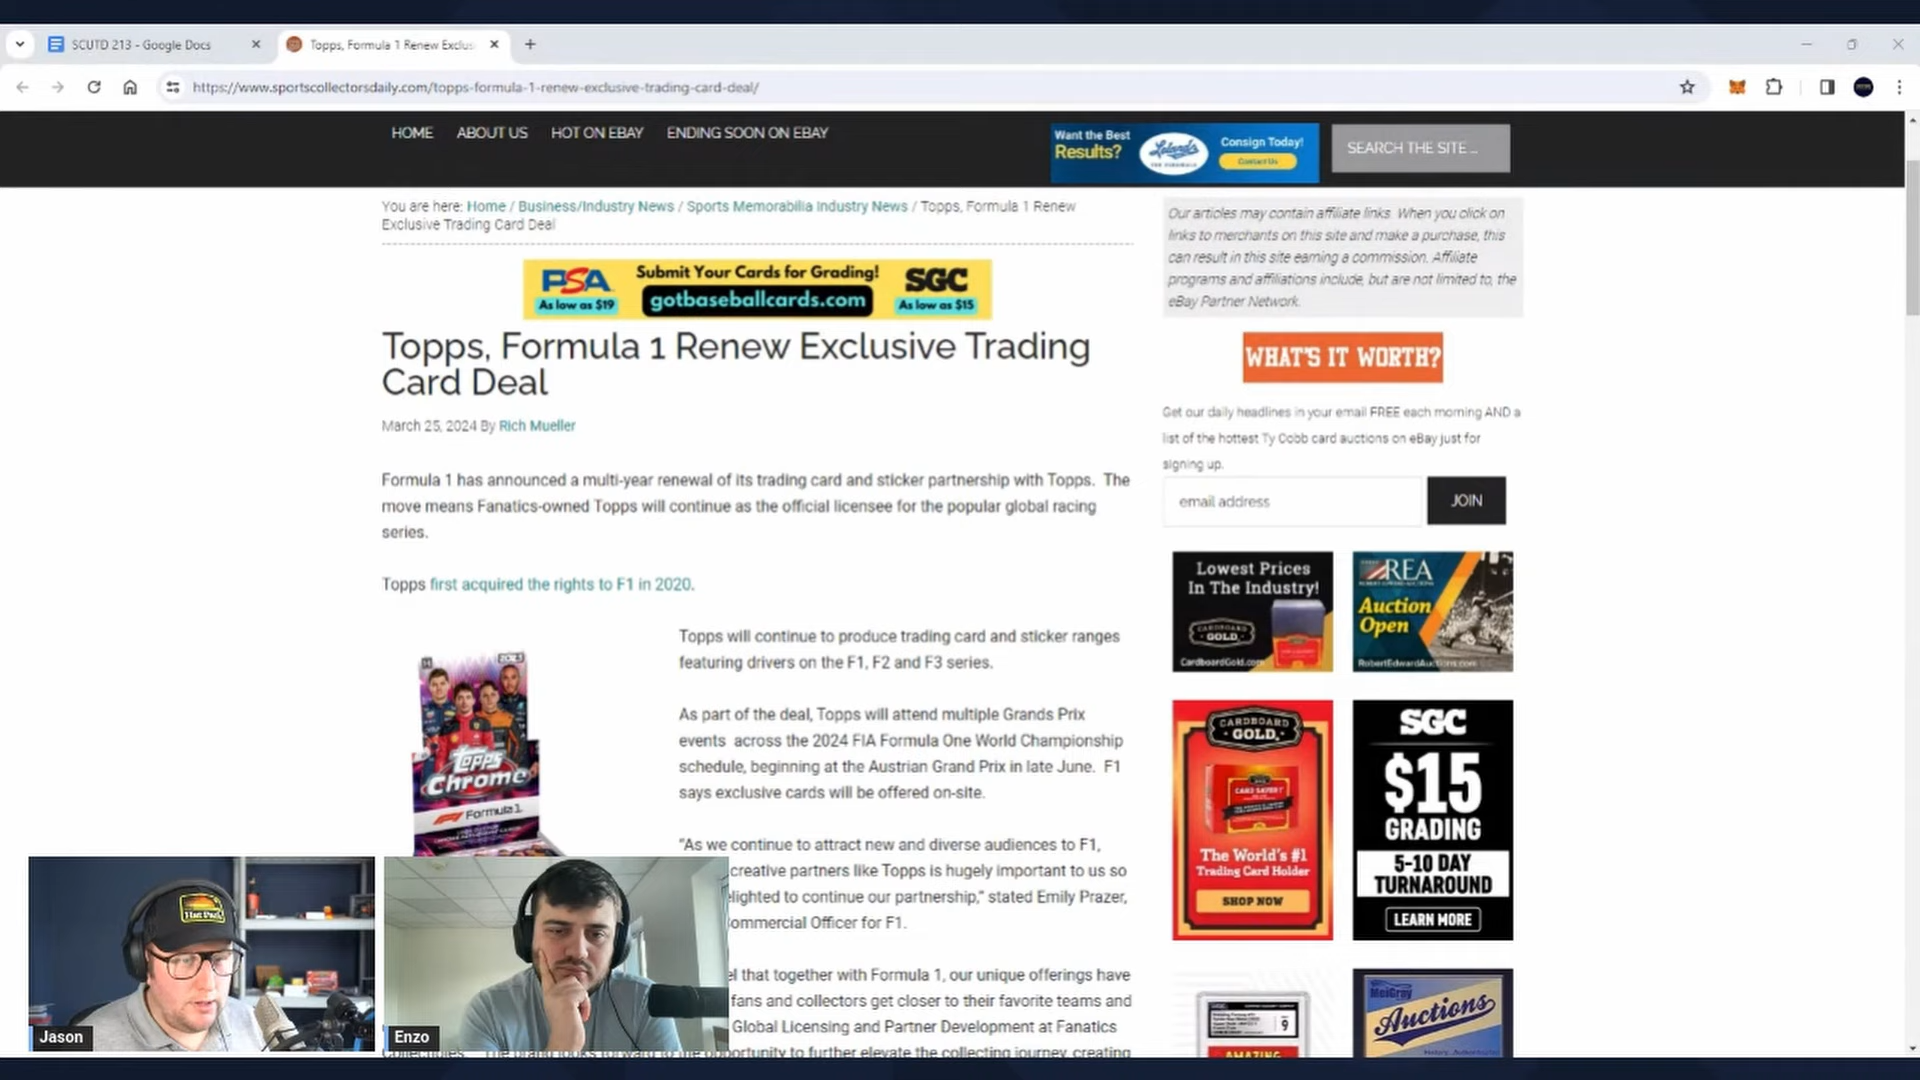 SCUTD 213 - Google Docs
Topps, Formula 1 Renew Exclus
https://www.sportscollectorsdaily.com/topps-formula-1-renew-exclusive-trading-card-deal/
HOME ABOUT US HOT ON EBAY ENDING SOON ON EBAY
Want the Best
Results?
Leland's
Consign Today!
Contact Us
SEARCH THE SITE ...
You are here: Home / Business/Industry News / Sports Memorabilia Industry News / Topps, Formula 1 Renew
Exclusive Trading Card Deal
PSA
As low as $19
Submit Your Cards for Grading!
gotbaseballcards.com
SGC
As low as $15
Topps, Formula 1 Renew Exclusive Trading
Card Deal
March 25, 2024 By Rich Mueller
Formula 1 has announced a multi-year renewal of its trading card and sticker partnership with Topps. The
move means Fanatics-owned Topps will continue as the official licensee for the popular global racing
series.
Topps first acquired the rights to F1 in 2020.
Topps will continue to produce trading card and sticker ranges
featuring drivers on the F1, F2 and F3 series.
As part of the deal, Topps will attend multiple Grands Prix
events across the 2024 FIA Formula One World Championship
schedule, beginning at the Austrian Grand Prix in late June. F1
says exclusive cards will be offered on-site.
"As we continue to attract new and diverse audiences to F1,
creative partners like Topps is hugely important to us so
elighted to continue our partnership," stated Emily Prazer,
ommercial Officer for F1.
el that together with Formula 1, our unique offerings have
fans and collectors get closer to their favorite teams and
Global Licensing and Partner Development at Fanatics
opportunity to further elevate the collecting journey, creating
2023
Topps
Chrome
Formula 1
Our articles may contain affiliate links. When you click on
links to merchants on this site and make a purchase, this
can result in this site earning a commission. Affiliate
programs and affiliations include, but are not limited to, the
eBay Partner Network.
WHAT'S IT WORTH?
Get our daily headlines in your email FREE each morning AND a
list of the hottest Ty Cobb card auctions on eBay just for
signing up.
email address
JOIN
Lowest Prices
In The Industry!
CARDBOARD
GOLD
CardboardGold.com
REA
Auction
Open
RobertEdwardAuctions.com
CARDBOARD
GOLD
CARD SAVER 1
The World's #1
Trading Card Holder
SHOP NOW
SGC
$15
GRADING
5-10 DAY
TURNAROUND
LEARN MORE
9
AMAZING
MeiGray
Auctions
Hat Pack
Jason
Enzo